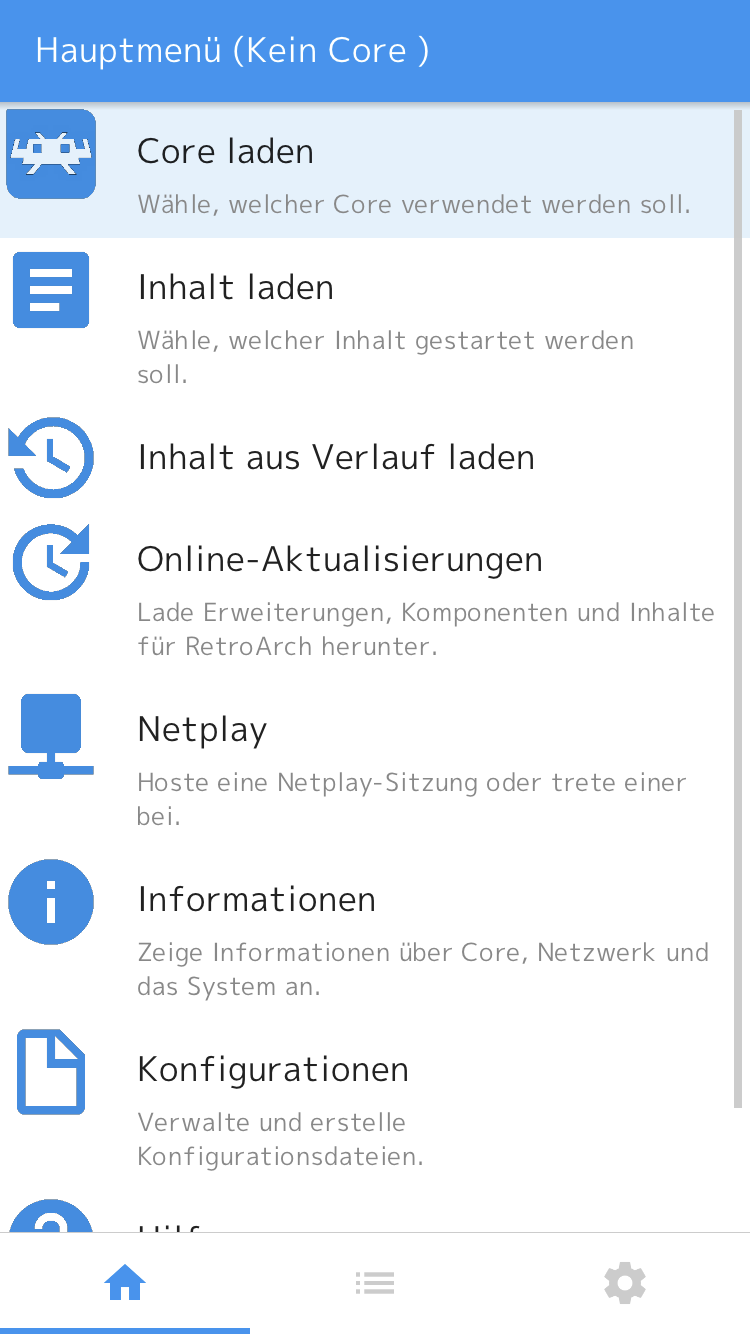 Hauptmenü (Kein Core )
Core laden
Wähle, welcher Core verwendet werden soll.
Inhalt laden
Wähle, welcher Inhalt gestartet werden
soll.
Inhalt aus Verlauf laden
Online-Aktualisierungen
Lade Erweiterungen, Komponenten und Inhalte
für RetroArch herunter.
Netplay
Hoste eine Netplay-Sitzung oder trete einer
bei.
Informationen
Zeige Informationen über Core, Netzwerk und
das System an.
Konfigurationen
Verwalte und erstelle
Konfigurationsdateien.